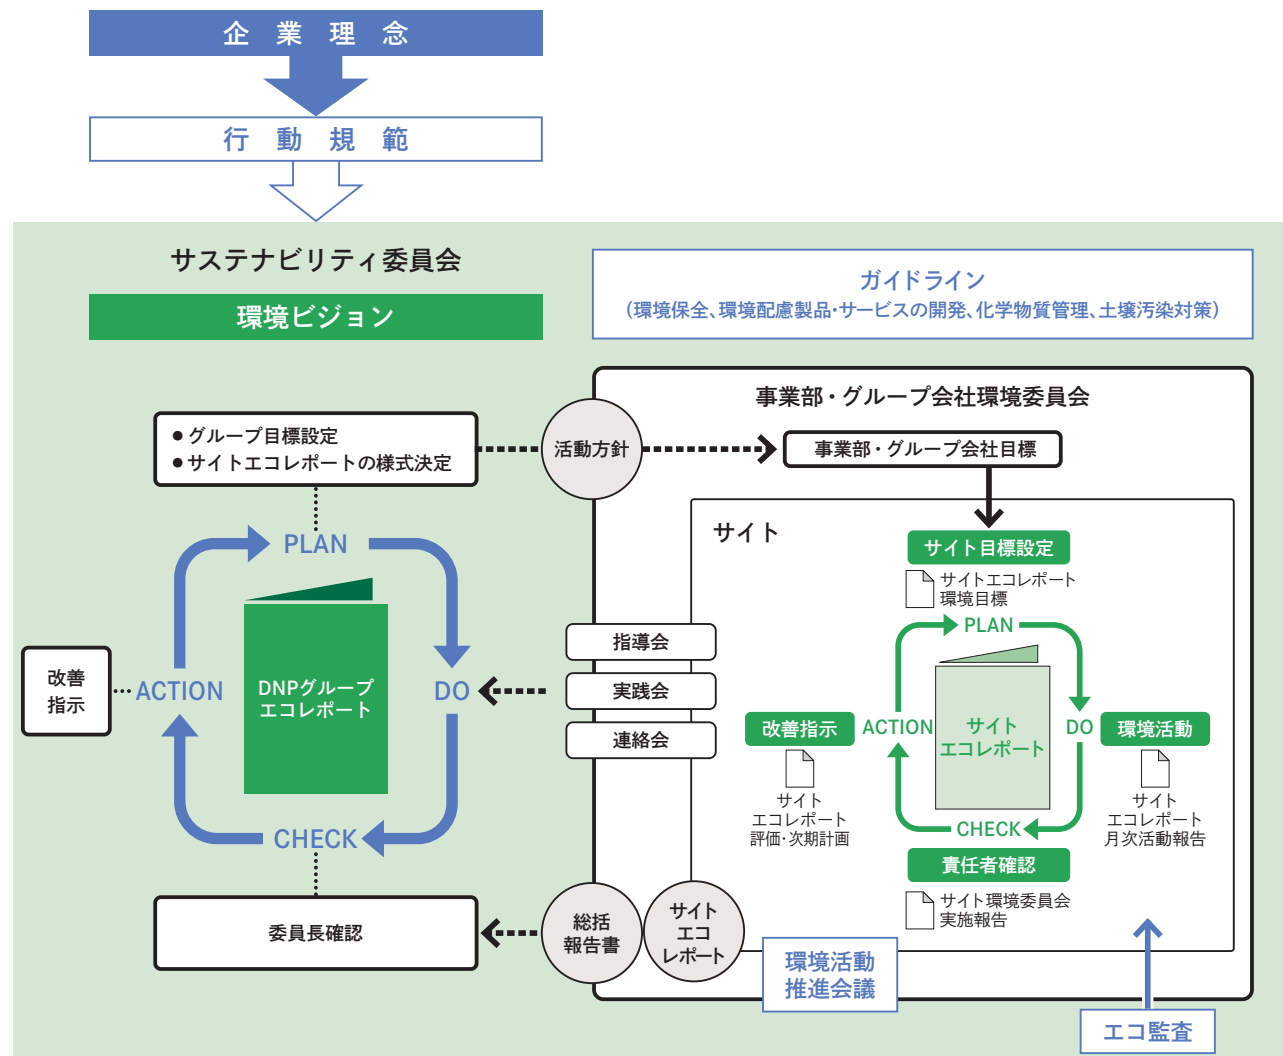 企業理念
行動規範
サステナビリティ委員会
環境ビジョン
ガイドライン
(環境保全、環境配慮製品・サービスの開発、化学物質管理、土壌汚染対策)
● グループ目標設定
● サイトエコレポートの様式決定
活動方針
事業部・グループ会社環境委員会
事業部・グループ会社目標
PLAN
DO
CHECK
ACTION
改善
指示
DNPグループ
エコレポート
委員長確認
指導会
実践会
連絡会
総括
報告書
サイト
エコ
レポート
サイト
サイト目標設定
サイトエコレポート
環境目標
PLAN
DO
CHECK
ACTION
サイト
エコレポート
改善指示
サイト
エコレポート
評価・次期計画
環境活動
サイト
エコレポート
月次活動報告
責任者確認
サイト環境委員会
実施報告
環境活動
推進会議
エコ監査